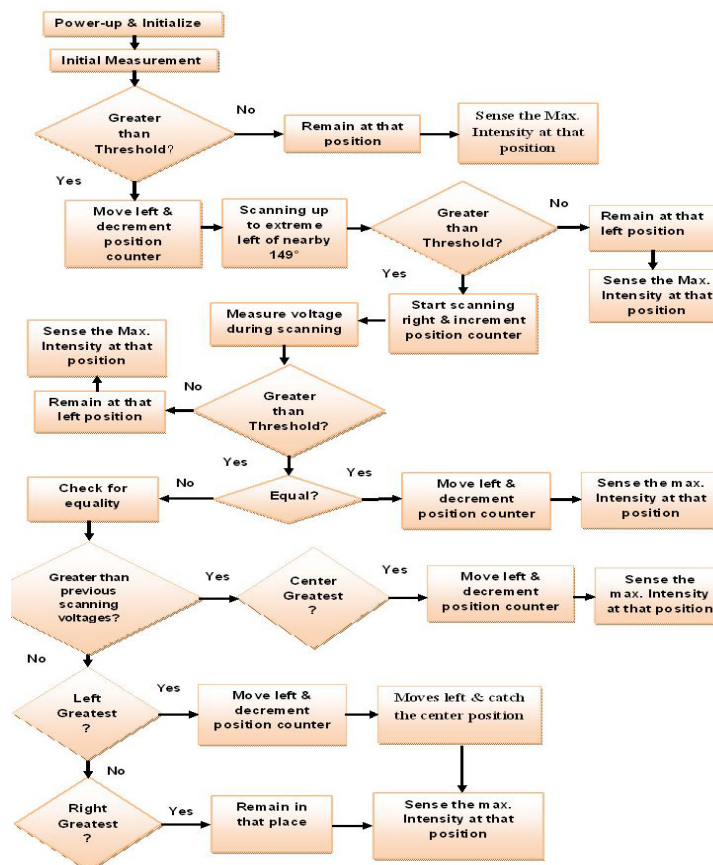 Power-up & Initialize
Initial Measurement
Greater
than
Threshold?
No
Remain at that
position
Sense the Max.
Intensity at that
position
Yes
Move left &
decrement
position
counter
Scanning up
to extreme
left of nearby
149°
Greater
than
Threshold?
No
Remain at that
left position
Sense the Max.
Intensity at that
position
Yes
Start scanning
right & increment
position counter
Measure voltage
during scanning
Greater
than
Threshold?
No
Remain at that
left position
Sense the Max.
Intensity at that
position
Yes
Equal?
Yes
Move left &
decrement
position counter
Sense the max.
Intensity at that
position
No
Check for
equality
Greater than
previous
scanning
voltages?
Yes
Center
Greatest
?
Yes
Move left &
decrement
position counter
Sense the
max. Intensity
at that position
No
Left
Greatest
?
Yes
Move left &
decrement
position counter
Moves left & catch
the center position
No
Right
Greatest
?
Yes
Remain in
that place
Sense the max.
Intensity at that
position